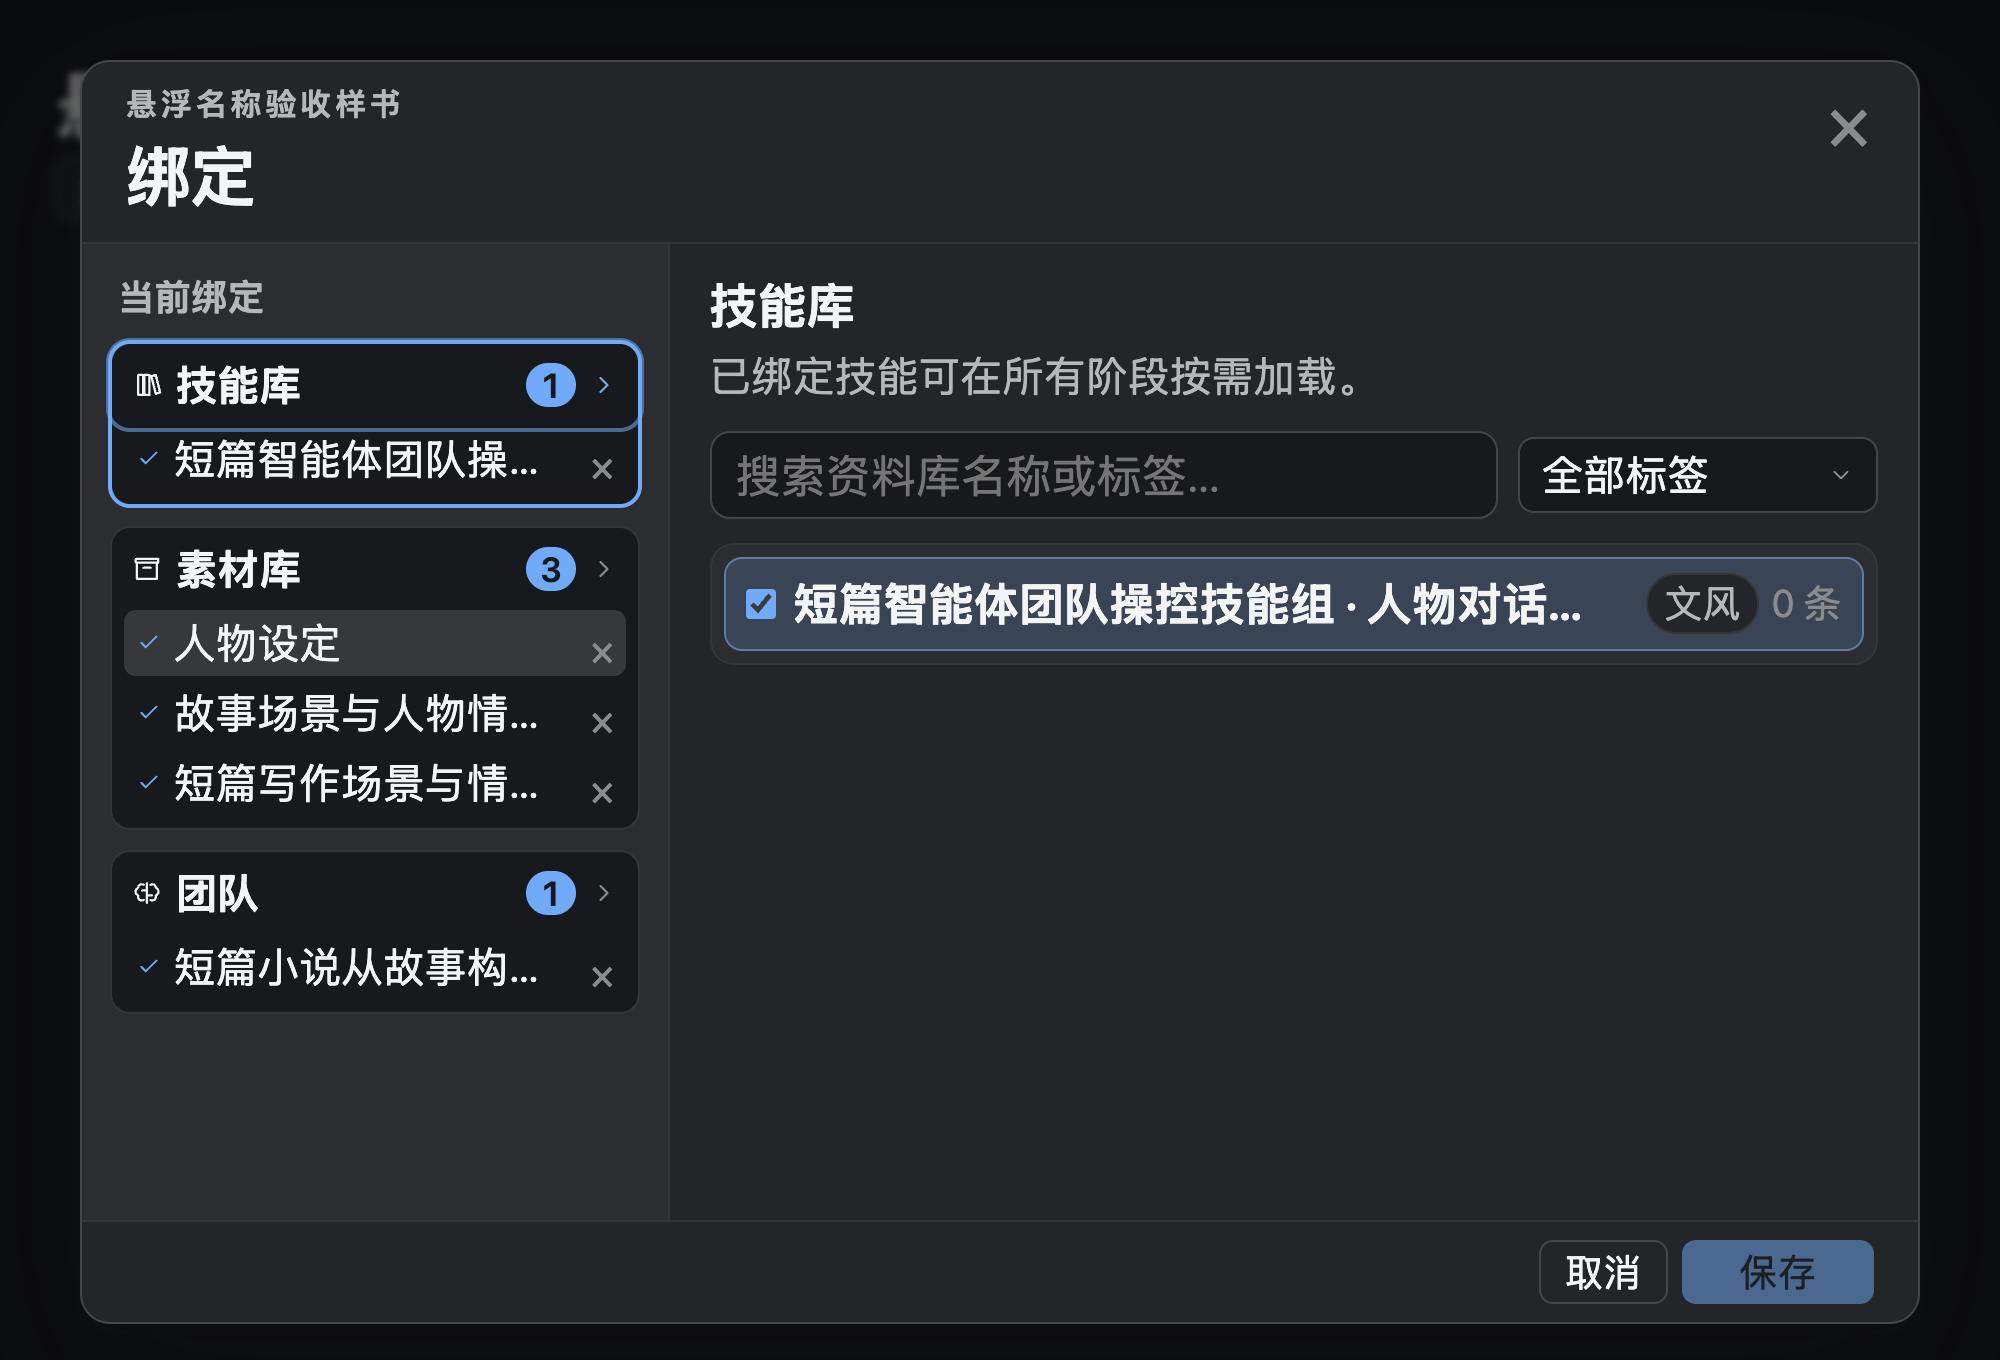 悬浮名称验收样书
绑定
当前绑定
技能库 1
短篇智能体团队操...
素材库 3
人物设定
故事场景与人物情...
短篇写作场景与情...
团队 1
短篇小说从故事构...
技能库
已绑定技能可在所有阶段按需加载。
搜索资料库名称或标签...
全部标签
短篇智能体团队操控技能组 · 人物对话... 文风 0 条
取消
保存